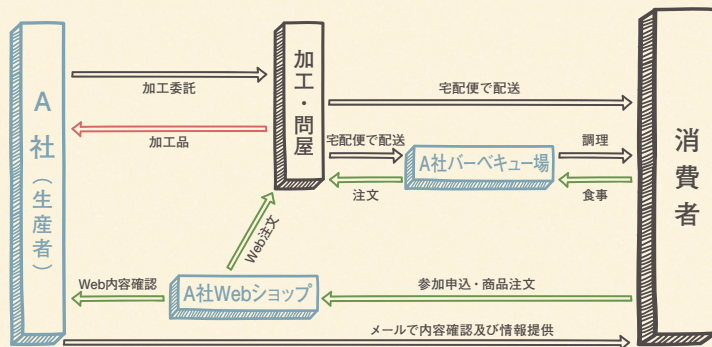 A社（生産者）
加工・問屋
消費者
加工委託
宅配便で配送
加工品
宅配便で配送
調理
A社バーベキュー場
注文
食事
Web注文
Web内容確認
A社Webショップ
参加申込・商品注文
メールで内容確認及び情報提供